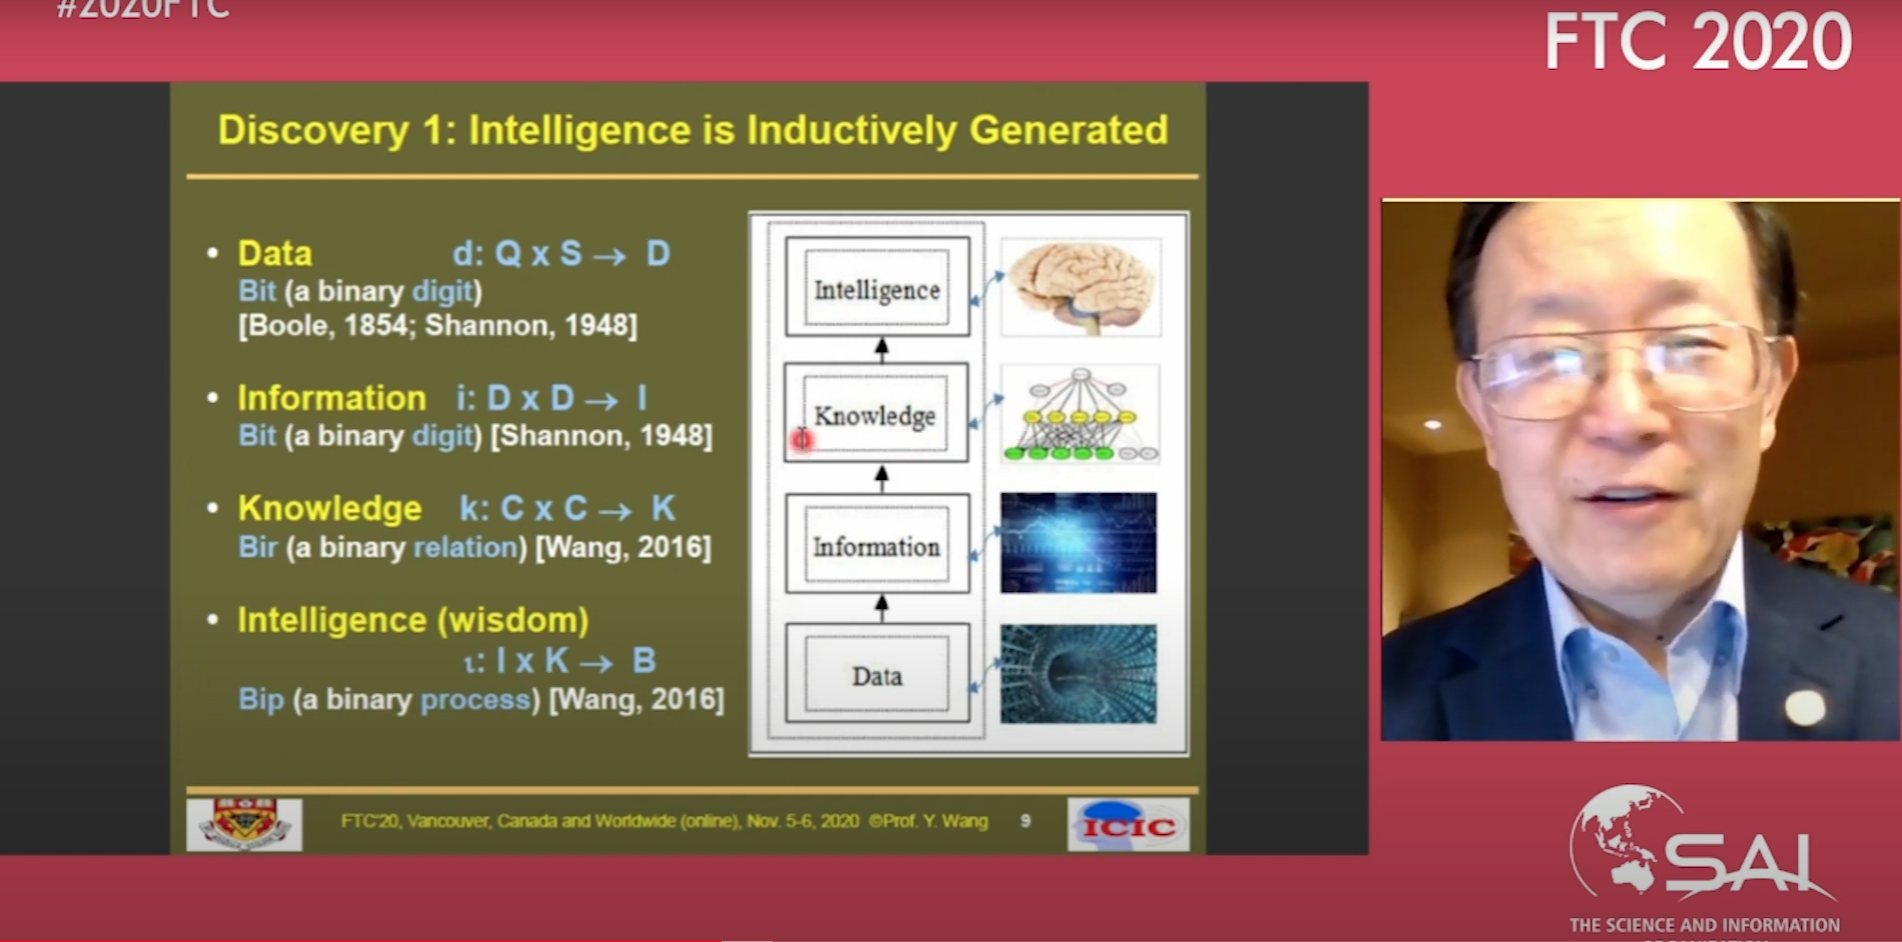 #2020FTC
FTC 2020
Discovery 1: Intelligence is Inductively Generated
• Data d: Q x S → D
Bit (a binary digit)
[Boole, 1854; Shannon, 1948]
• Information i: D x D → I
Bit (a binary digit) [Shannon, 1948]
• Knowledge k: C x C → K
Bir (a binary relation) [Wang, 2016]
• Intelligence (wisdom)
ι: I x K → B
Bip (a binary process) [Wang, 2016]
Intelligence
Knowledge
Information
Data
FTC'20, Vancouver, Canada and Worldwide (online), Nov. 5-6, 2020 ©Prof. Y. Wang 9
ICIC
SAI
THE SCIENCE AND INFORMATION